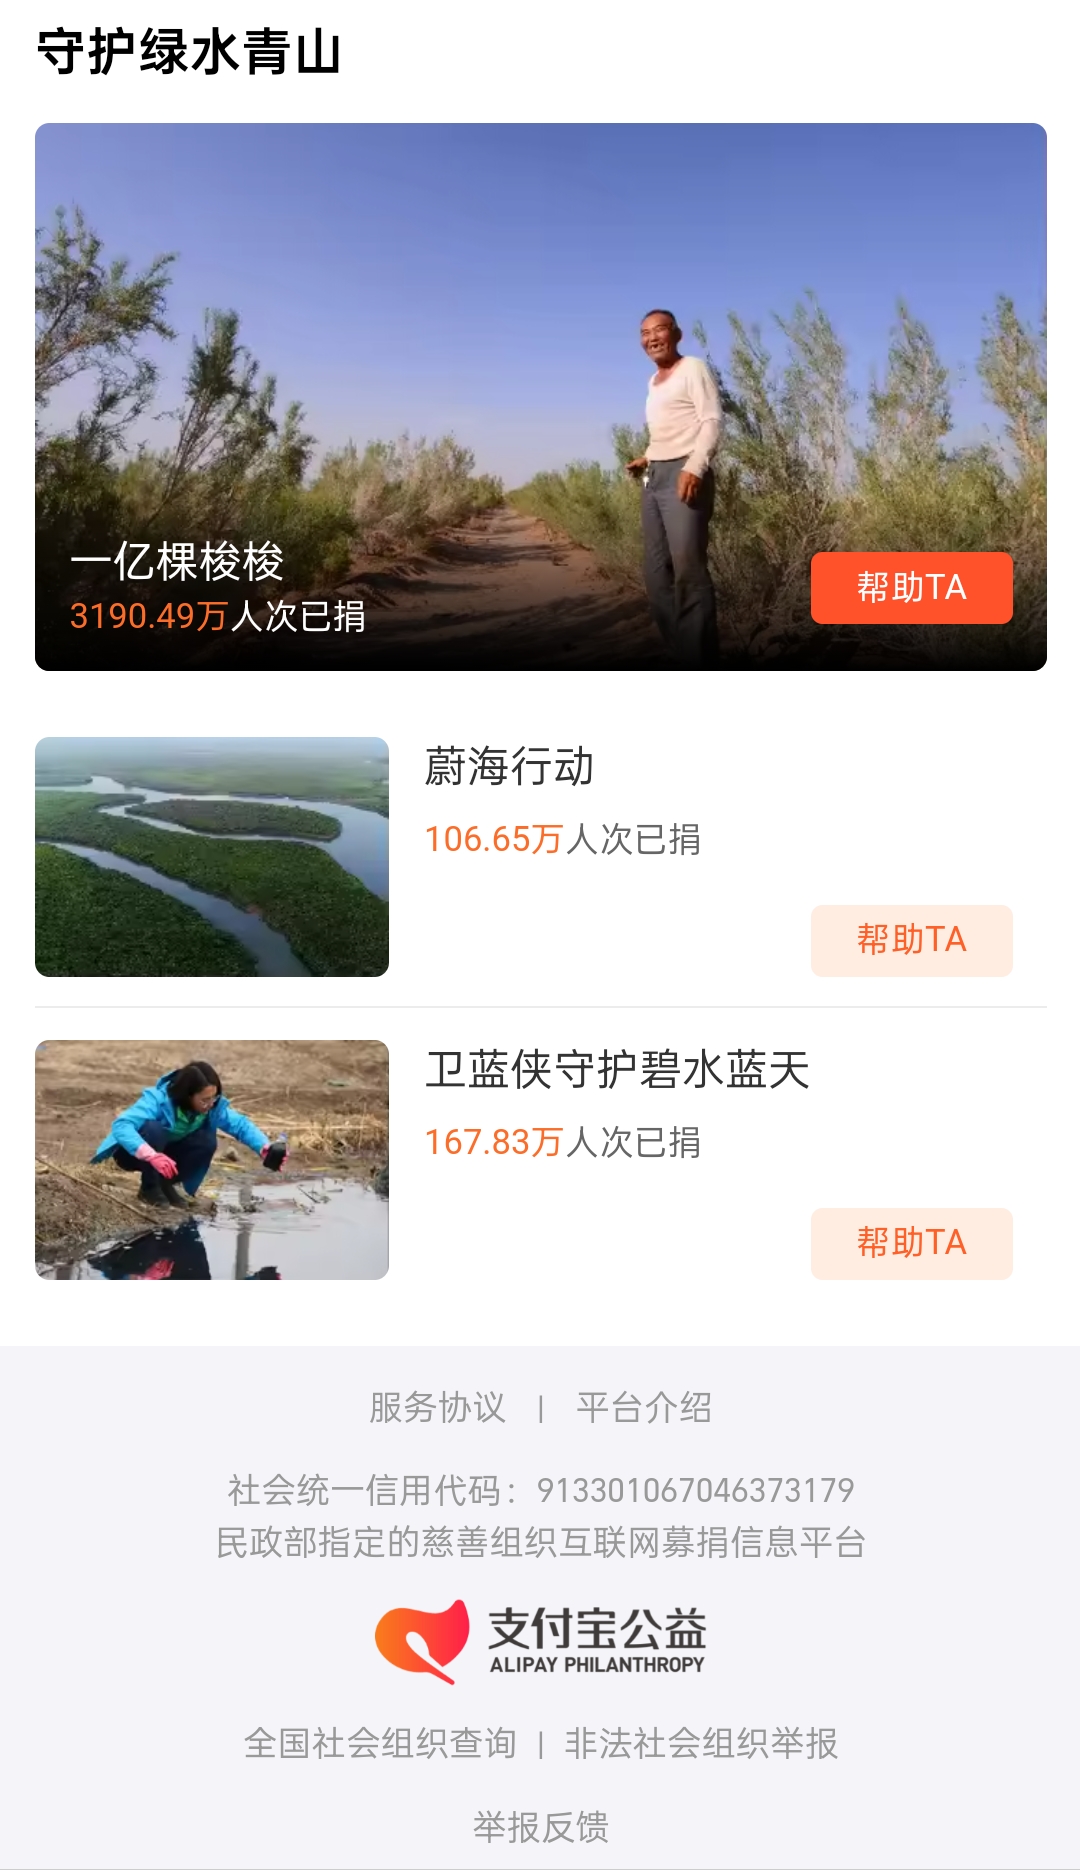 守护绿水青山
一亿棵梭梭
3190.49万人次已捐
帮助TA
蔚海行动
106.65万人次已捐
帮助TA
卫蓝侠守护碧水蓝天
167.83万人次已捐
帮助TA
服务协议 | 平台介绍
社会统一信用代码：913301067046373179
民政部指定的慈善组织互联网募捐信息平台
支付宝公益
ALIPAY PHILANTHROPY
全国社会组织查询 | 非法社会组织举报
举报反馈